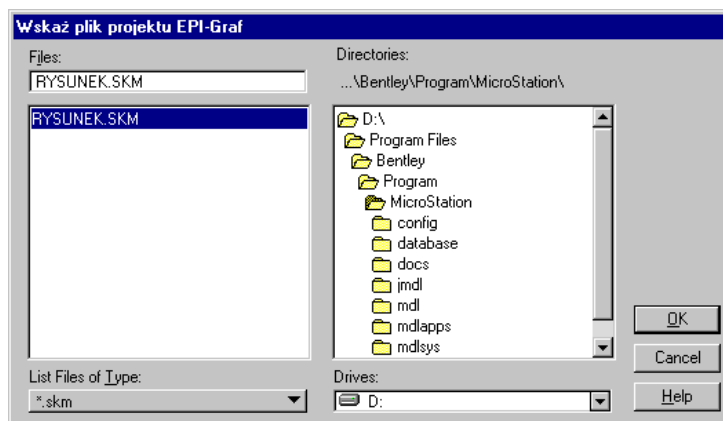 Wskaż plik projektu EPI-Graf
Files:
RYSUNEK.SKM
RYSUNEK.SKM
List Files of Type:
*.skm
Directories:
...\Bentley\Program\MicroStation\
D:\
Program Files
Bentley
Program
MicroStation
config
database
docs
jmdl
mdl
mdlapps
mdlsys
Drives:
D:
OK
Cancel
Help